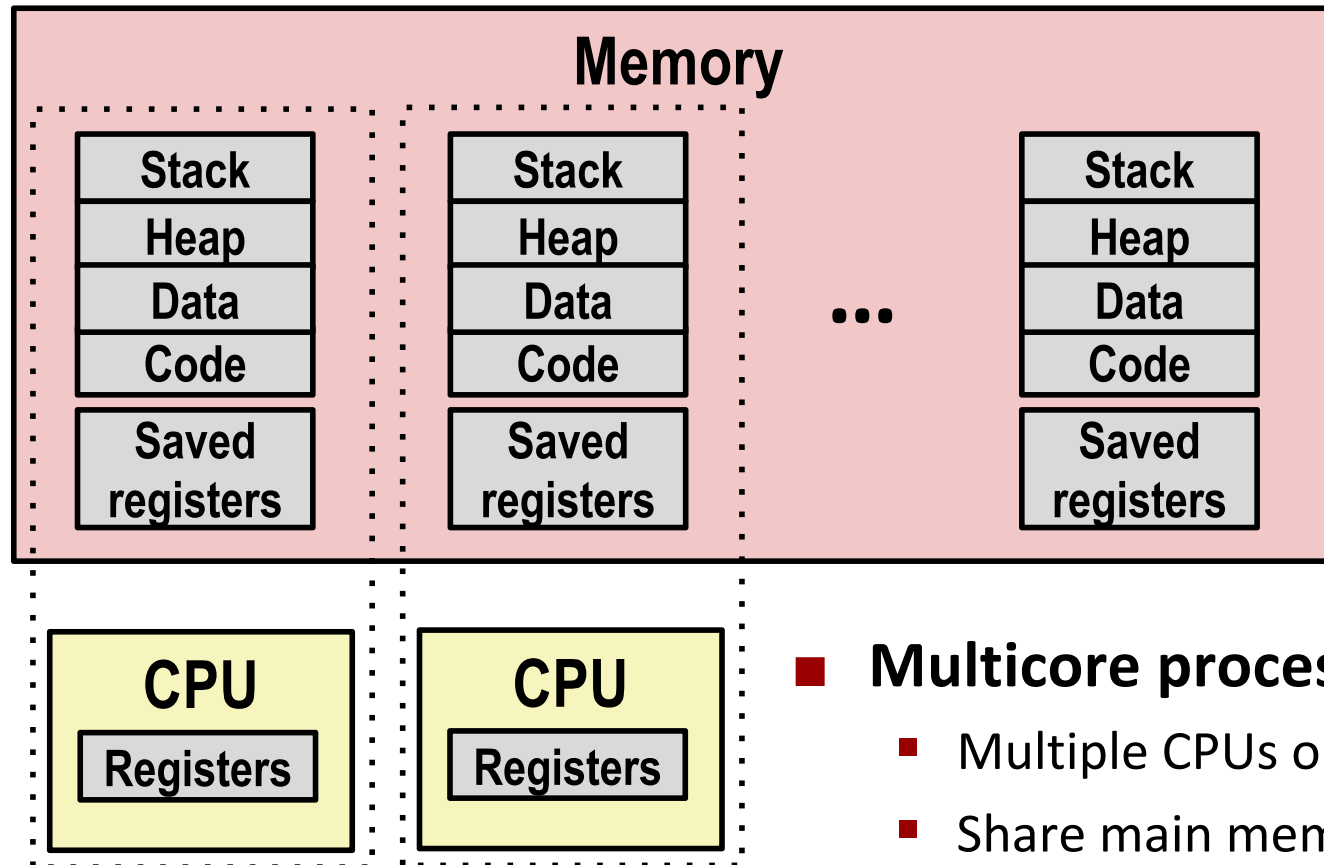 Memory
Stack
Heap
Data
Code
Saved
registers
Stack
Heap
Data
Code
Saved
registers
...
Stack
Heap
Data
Code
Saved
registers
CPU
Registers
CPU
Registers
Multicore proces
Multiple CPUs o
Share main mem